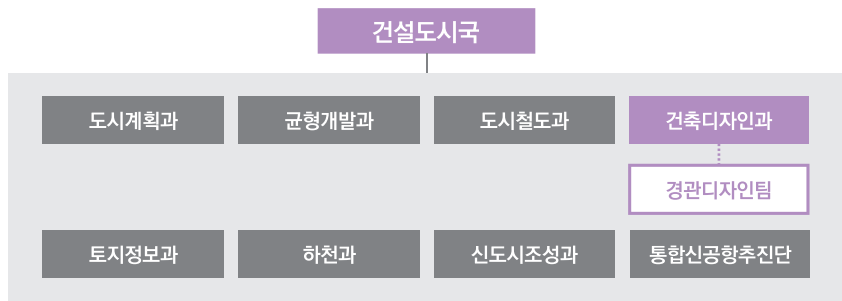 건설도시국
도시계획과
균형개발과
도시철도과
건축디자인과
경관디자인팀
토지정보과
하천과
신도시조성과
통합신공항추진단